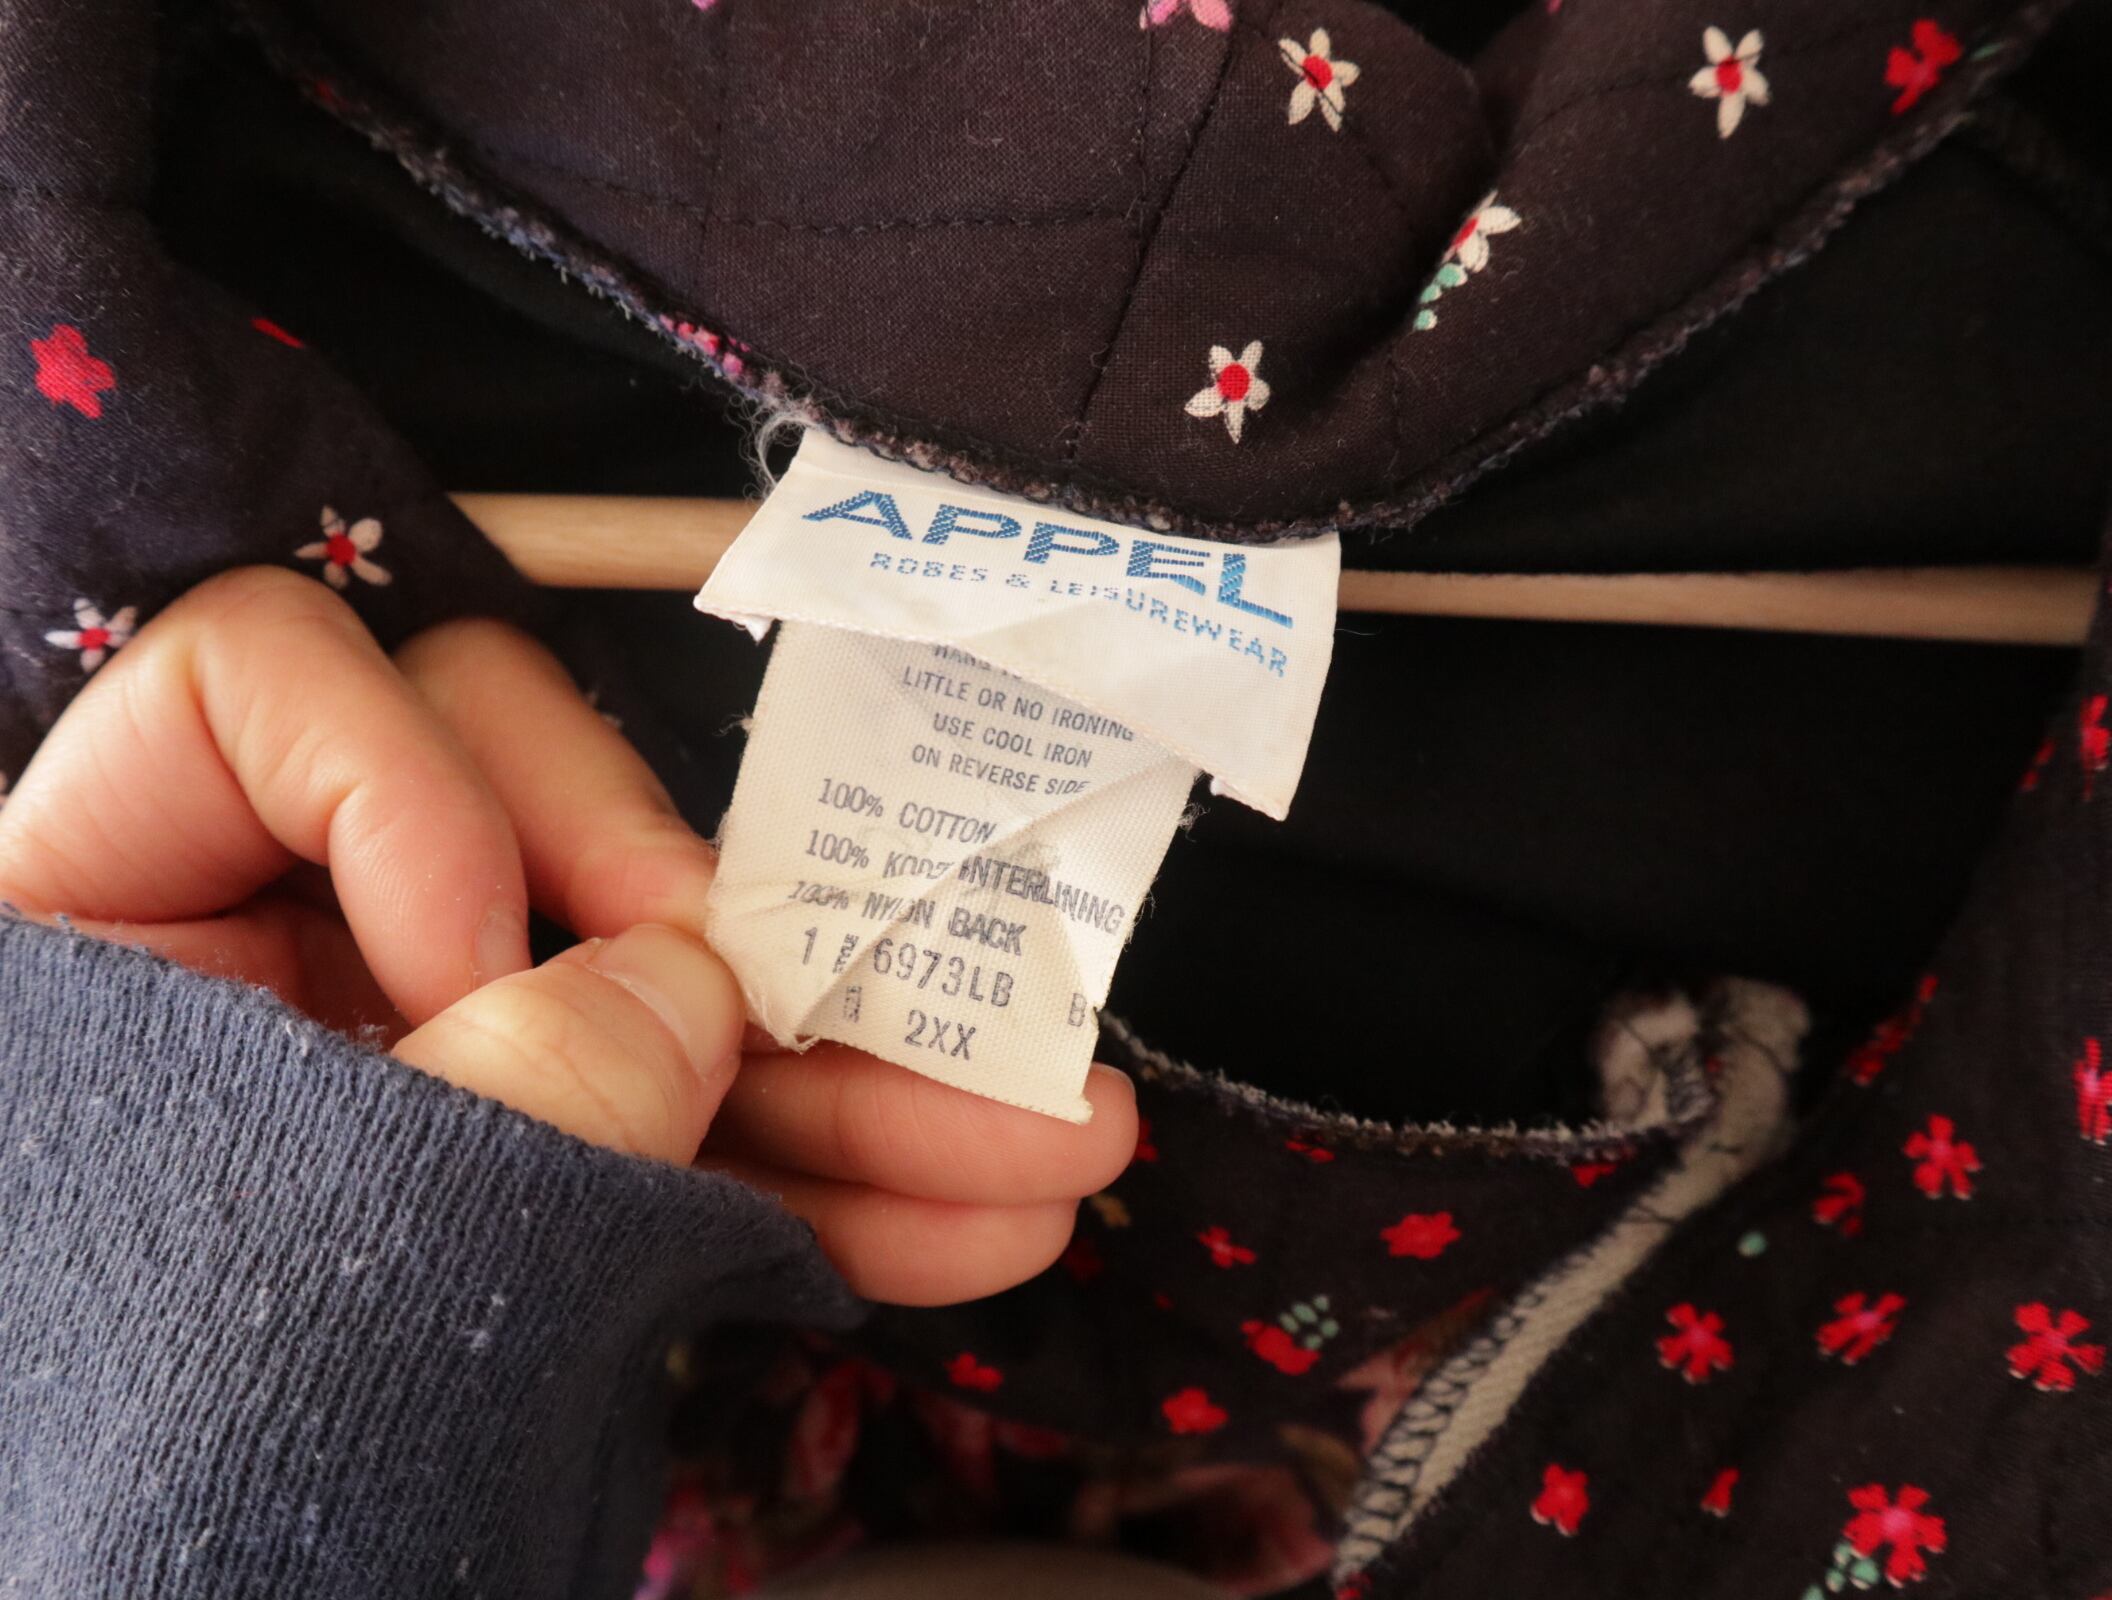 APPEL
ROBES & LEISUREWEAR
LITTLE OR NO IRONING
USE COOL IRON
ON REVERSE SIDE
100% COTTON
100% INTERLINING
100% NYLON BACK
1 6973LB B
2XX